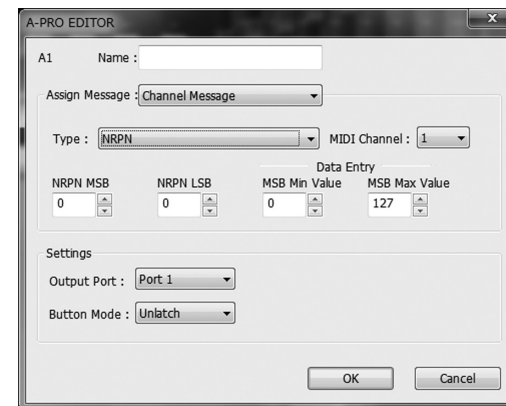 A-PRO EDITOR
x
A1 Name :
Assign Message : Channel Message
Type : NRPN MIDI Channel : 1
Data Entry
NRPN MSB NRPN LSB MSB Min Value MSB Max Value
0 0 0 127
Settings
Output Port : Port 1
Button Mode : Unlatch
OK Cancel